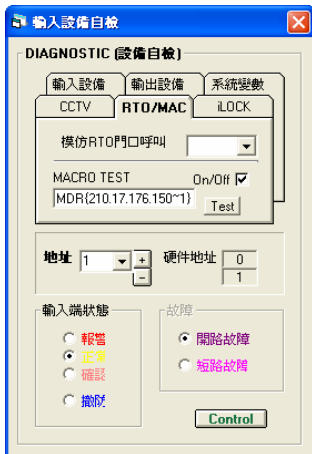 輸入設備自檢
DIAGNOSTIC (設備自檢)
輸入設備 輸出設備 系統變數
CCTV RTO/MAC iLOCK
模仿RTO門口呼叫
MACRO TEST On/Off
MDR{210.17.176.150~1}
Test
地址 1 + - 硬件地址 0
1
輸入端狀態 故障
報警 開路故障
正常 短路故障
確認
撤防
Control